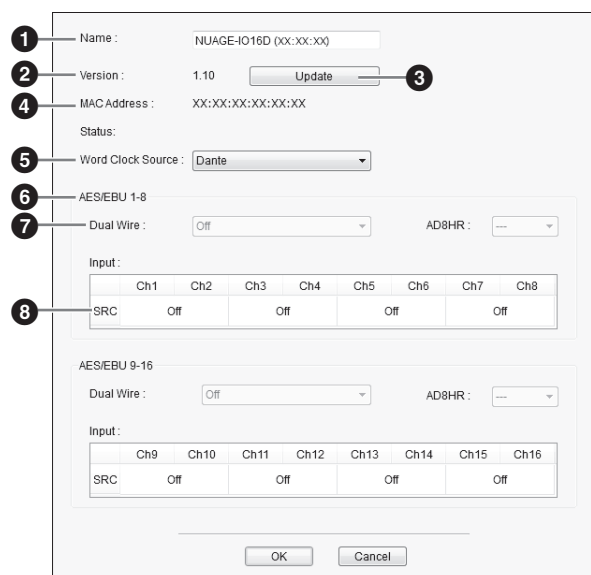 1 Name : NUAGE-IO16D (XX:XX:XX)
2 Version : 1.10 Update 3
4 MAC Address : XX:XX:XX:XX:XX:XX
Status:
5 Word Clock Source : Dante
6 AES/EBU 1-8
7 Dual Wire : Off AD8HR : ---
Input :
Ch1 Ch2 Ch3 Ch4 Ch5 Ch6 Ch7 Ch8
8 SRC Off Off Off Off
AES/EBU 9-16
Dual Wire : Off AD8HR : ---
Input :
Ch9 Ch10 Ch11 Ch12 Ch13 Ch14 Ch15 Ch16
SRC Off Off Off Off
OK Cancel